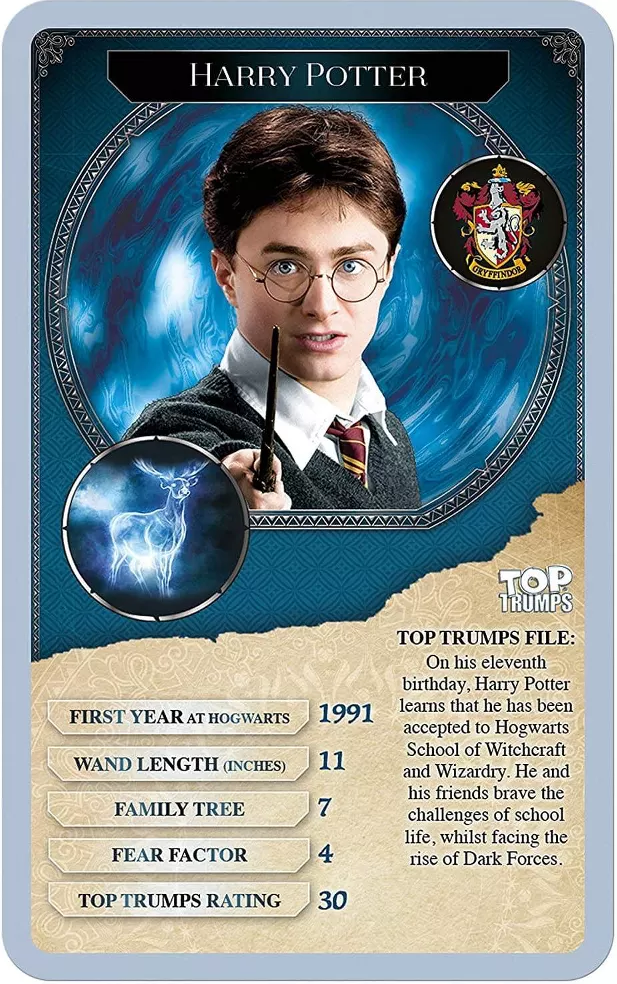 HARRY POTTER
GRYFFINDOR
TOP
TRUMPS
FIRST YEAR AT HOGWARTS 1991
WAND LENGTH (INCHES) 11
FAMILY TREE 7
FEAR FACTOR 4
TOP TRUMPS RATING 30
TOP TRUMPS FILE:
On his eleventh
birthday, Harry Potter
learns that he has been
accepted to Hogwarts
School of Witchcraft
and Wizardry. He and
his friends brave the
challenges of school
life, whilst facing the
rise of Dark Forces.